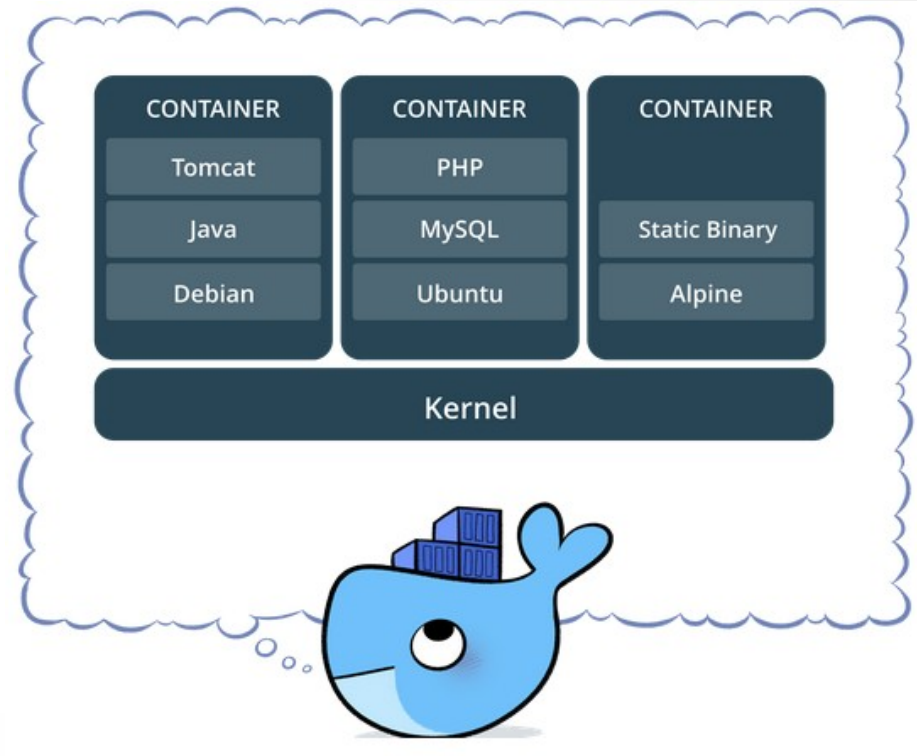 CONTAINER
Tomcat
Java
Debian
CONTAINER
PHP
MySQL
Ubuntu
CONTAINER
Static Binary
Alpine
Kernel